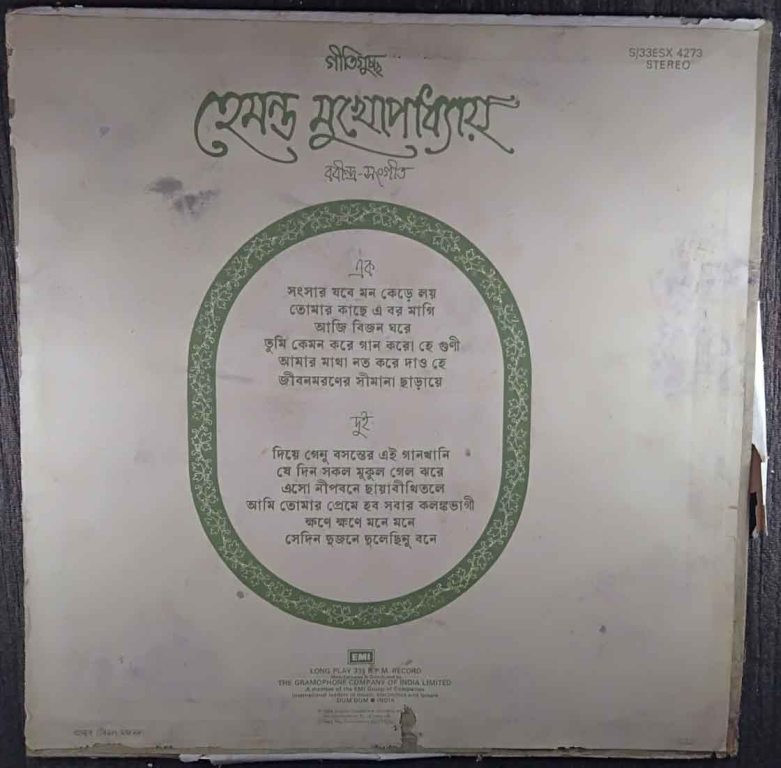 গীতিগুচ্ছ
S/33ESX 4273
STEREO
হেমন্ত মুখোপাধ্যায়
রবীন্দ্র-সংগীত
এক
সংসার যবে মন কেড়ে লয়
তোমার কাছে এ বর মাগি
আজি বিজন ঘরে
তুমি কেমন করে গান করো হে গুণী
আমার মাথা নত করে দাও হে
জীবনমরণের সীমানা ছাড়ায়ে
দুই
দিয়ে গেনু বসন্তের এই গানখানি
যে দিন সকল মুকুল গেল ঝরে
এসো নীপবনে ছায়াবীথিতলে
আমি তোমার প্রেমে হব সবার কলঙ্কভাগী
ক্ষণে ক্ষণে মনে মনে
সেদিন দুজনে দুলেছিনু বনে
EMI
LONG PLAY 33⅓ R.P.M. RECORD
Manufactured & Distributed by
THE GRAMOPHONE COMPANY OF INDIA LIMITED
A member of the EMI Group of Companies
International leaders in music, electronics and leisure
DUM DUM ■ INDIA